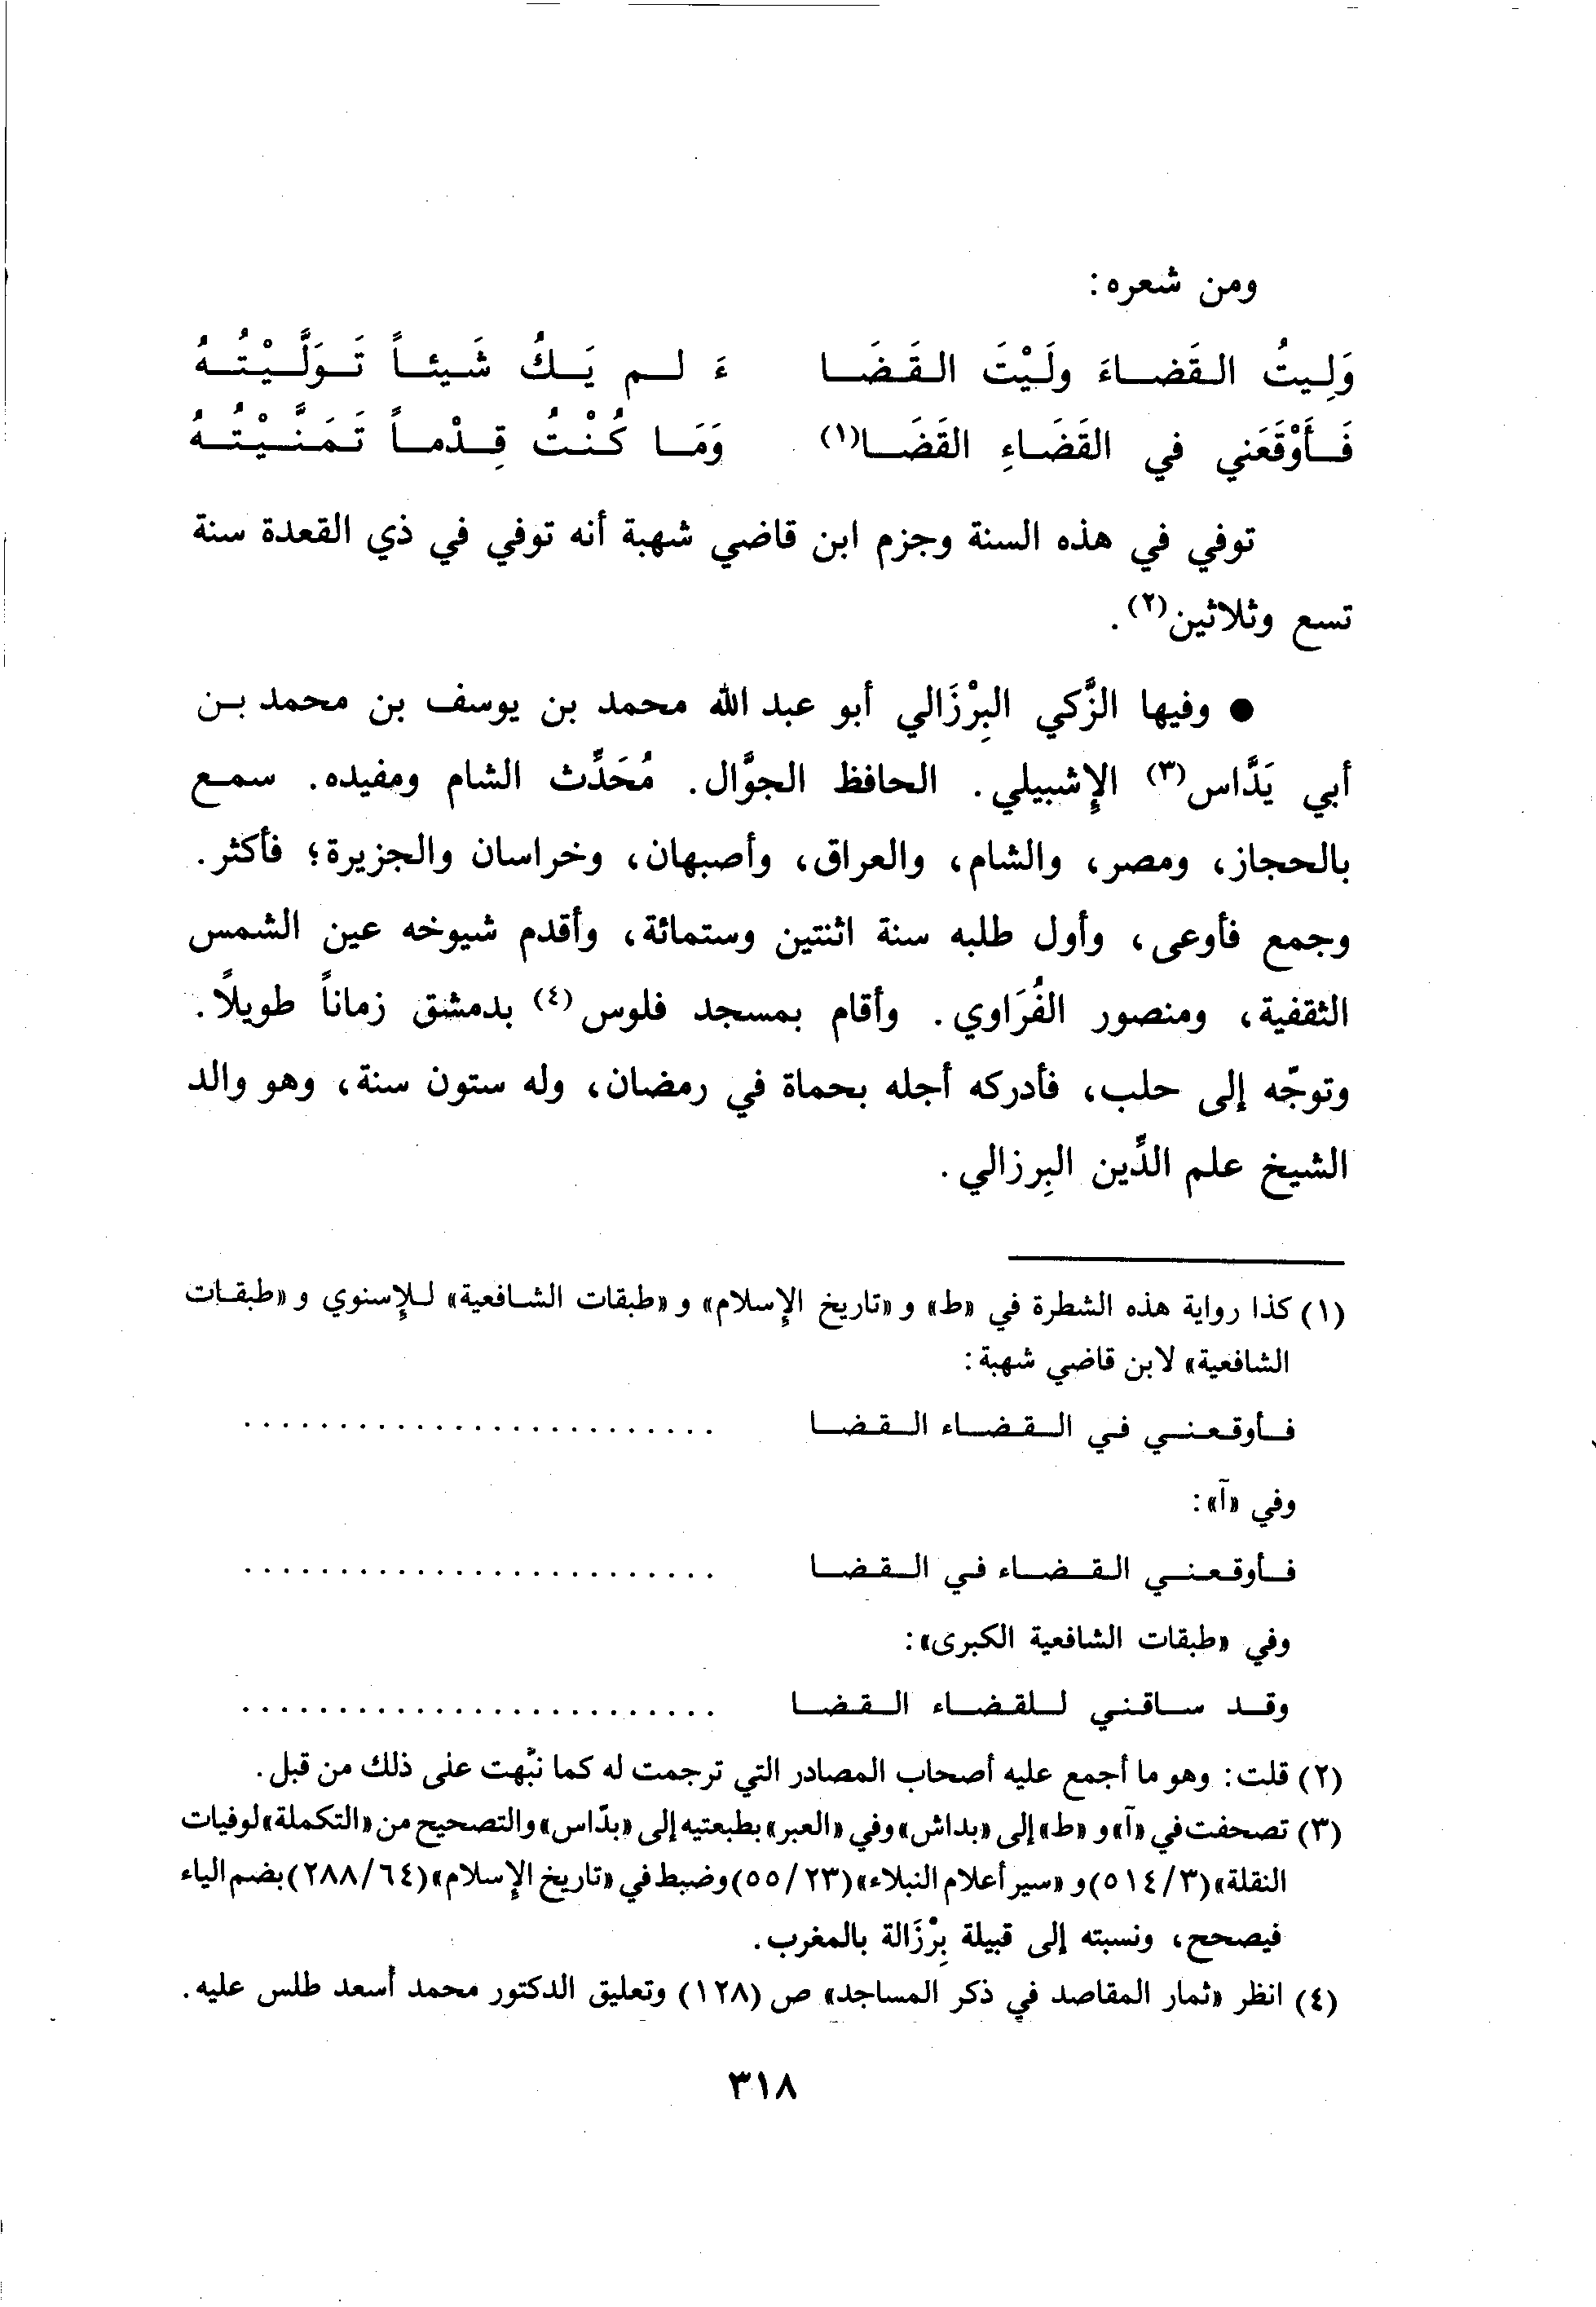 ومن شعره :
وَلِيتُ القَضاءَ ولَيْتَ القَضَا ءَ لم يَكُ شَيئاً تَوَلَّيْتُهُ
فَأَوْقَعَني في القَضَاءِ القَضَا(١) وَمَا كُنْتُ قِدْماً تَمَنَّيْتُهُ
توفي في هذه السنة وجزم ابن قاضي شهبة أنه توفي في ذي القعدة سنة
تسع وثلاثين(٢).
● وفيها الزَّكي البِرْزَالي أبو عبد الله محمد بن يوسف بن محمد بن
أبي يَدَّاس(٣) الإِشبيلي. الحافظ الجوَّال. مُحَدِّث الشام ومفيده. سمع
بالحجاز، ومصر، والشام، والعراق، وأصبهان، وخراسان والجزيرة؛ فأكثر.
وجمع فأوعى، وأول طلبه سنة اثنتين وستمائة، وأقدم شيوخه عين الشمس
الثقفية، ومنصور الفُرَاوي. وأقام بمسجد فلوس(٤) بدمشق زماناً طويلاً.
وتوجّه إلى حلب، فأدركه أجله بحماة في رمضان، وله ستون سنة، وهو والد
الشيخ علم الدِّين البِرزالي.
(١) كذا رواية هذه الشطرة في «ط» و «تاريخ الإِسلام» و «طبقات الشافعية» للإِسنوي و «طبقات
الشافعية» لابن قاضي شهبة :
فأوقعني في القضاء القضا .........................
وفي «آ» :
فأوقعني القضاء في القضا .........................
وفي «طبقات الشافعية الكبرى» :
وقد ساقني للقضاء القضا .........................
(٢) قلت : وهو ما أجمع عليه أصحاب المصادر التي ترجمت له كما نبّهت على ذلك من قبل.
(٣) تصحفت في «آ» و «ط» إلى «بداش» وفي «العبر» بطبعتيه إلى «بدّاس» والتصحيح من «التكملة» لوفيات
النقلة» (٥١٤/٣) و «سير أعلام النبلاء» (٥٥/٢٣) وضبط في «تاريخ الإِسلام» (٢٨٨/٦٤) بضم الياء
فيصحح، ونسبته إلى قبيلة بِرْزَالة بالمغرب.
(٤) انظر «ثمار المقاصد في ذكر المساجد» ص (١٢٨) وتعليق الدكتور محمد أسعد طلس عليه.
٣١٨